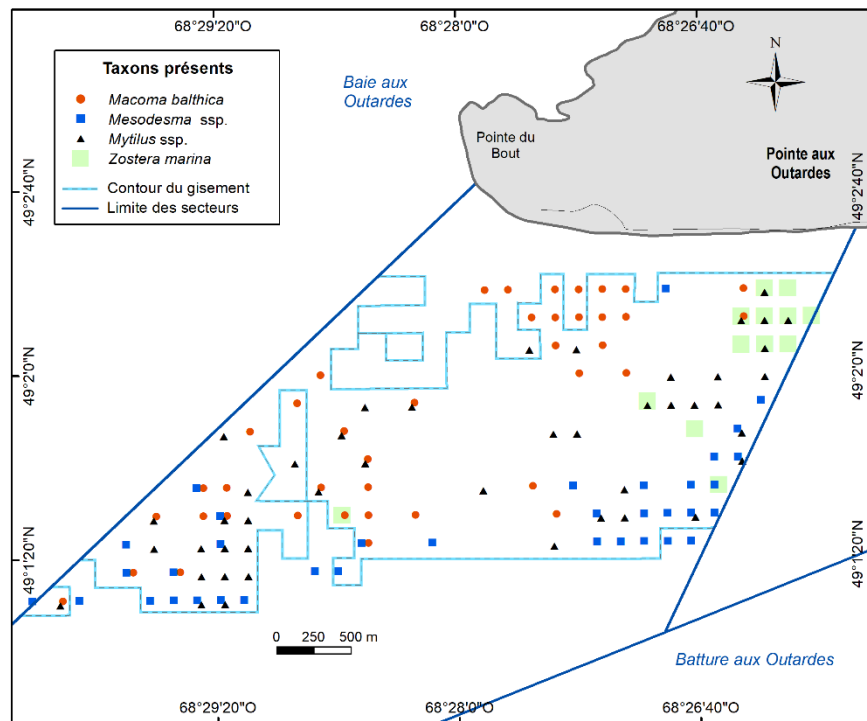 68°29'20"O
68°28'0"O
68°26'40"O
Taxons présents
Macoma balthica
Mesodesma ssp.
Mytilus ssp.
Zostera marina
Contour du gisement
Limite des secteurs
Baie aux
Outardes
N
Pointe du
Bout
Pointe aux
Outardes
49°2'40"N
49°2'40"N
49°2'0"N
49°2'0"N
49°1'20"N
49°1'20"N
0 250 500 m
Batture aux Outardes
68°29'20"O
68°28'0"O
68°26'40"O